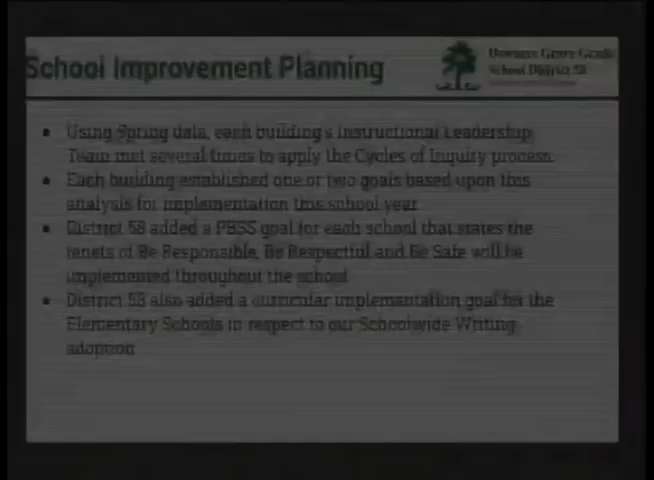 School Improvement Planning
Downers Grove Grade
School District 58
• Using Spring data, each building's Instructional Leadership
Team met several times to apply the Cycles of Inquiry process.
• Each building established one or two goals based upon this
analysis for implementation this school year
• District 58 added a PBSS goal for each school that states the
tenets of Be Responsible, Be Respectful and Be Safe will be
implemented throughout the school
• District 58 also added a curricular implementation goal for the
Elementary Schools in respect to our Schoolwide Writing
adoption